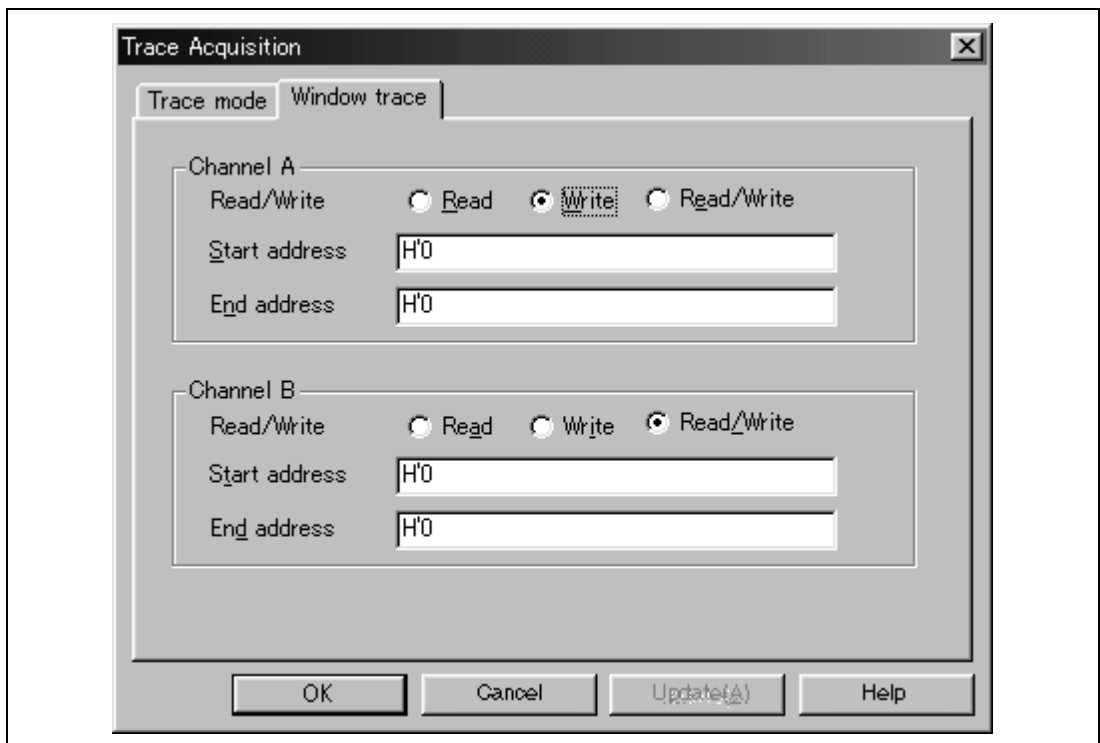 Trace Acquisition
Trace mode Window trace
Channel A
Read/Write Read Write Read/Write
Start address H'0
End address H'0
Channel B
Read/Write Read Write Read/Write
Start address H'0
End address H'0
OK Cancel Update(A) Help